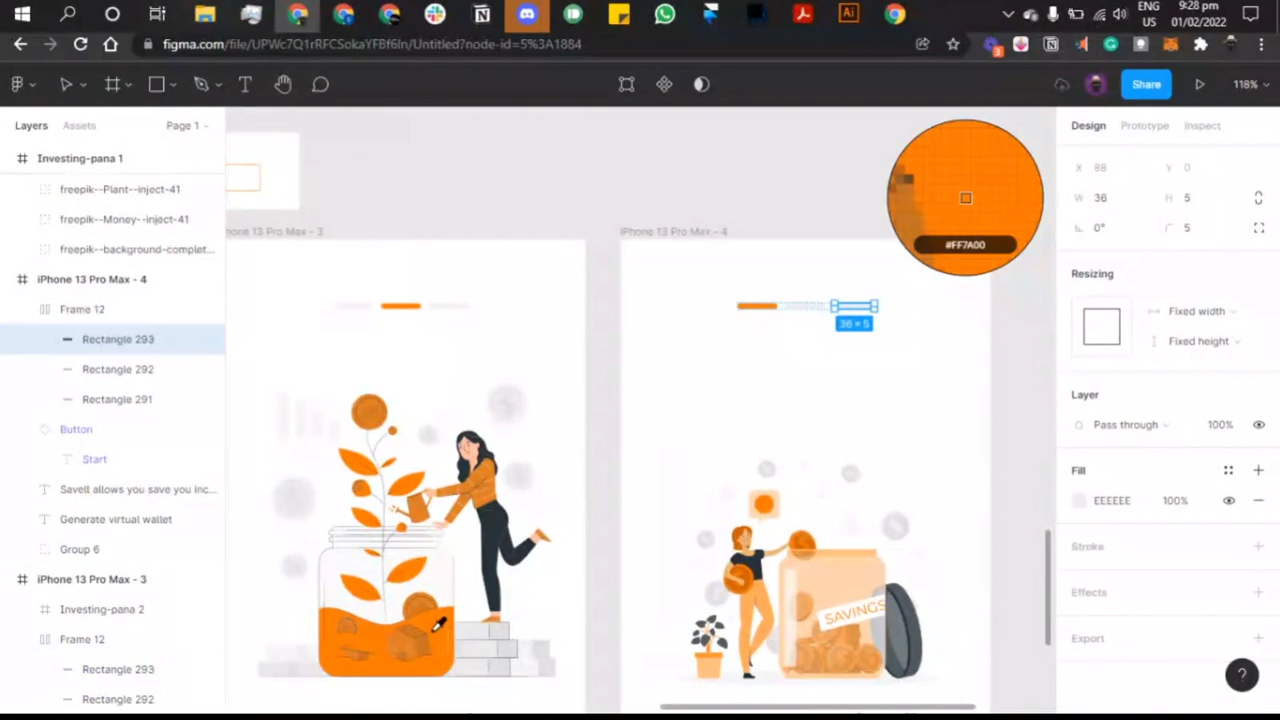 ENG
US
9:28 pm
01/02/2022
figma.com/file/UPWc7Q1rRFCSokaYFBf6ln/Untitled?node-id=5%3A1884
3
Share
118%
Layers
Assets
Page 1
Design
Prototype
Inspect
Investing-pana 1
freepik--Plant--inject-41
freepik--Money--inject-41
freepik--background-complet...
iPhone 13 Pro Max - 4
Frame 12
Rectangle 293
Rectangle 292
Rectangle 291
Button
Start
SaveIl allows you save you inc...
Generate virtual wallet
Group 6
iPhone 13 Pro Max - 3
Investing-pana 2
Frame 12
Rectangle 293
Rectangle 292
hone 13 Pro Max - 3
iPhone 13 Pro Max - 4
#FF7A00
36 × 5
SAVINGS
X 88
Y 0
W 36
H 5
0°
5
Resizing
Fixed width
Fixed height
Layer
Pass through
100%
Fill
EEEEEE
100%
Stroke
Effects
Export
?